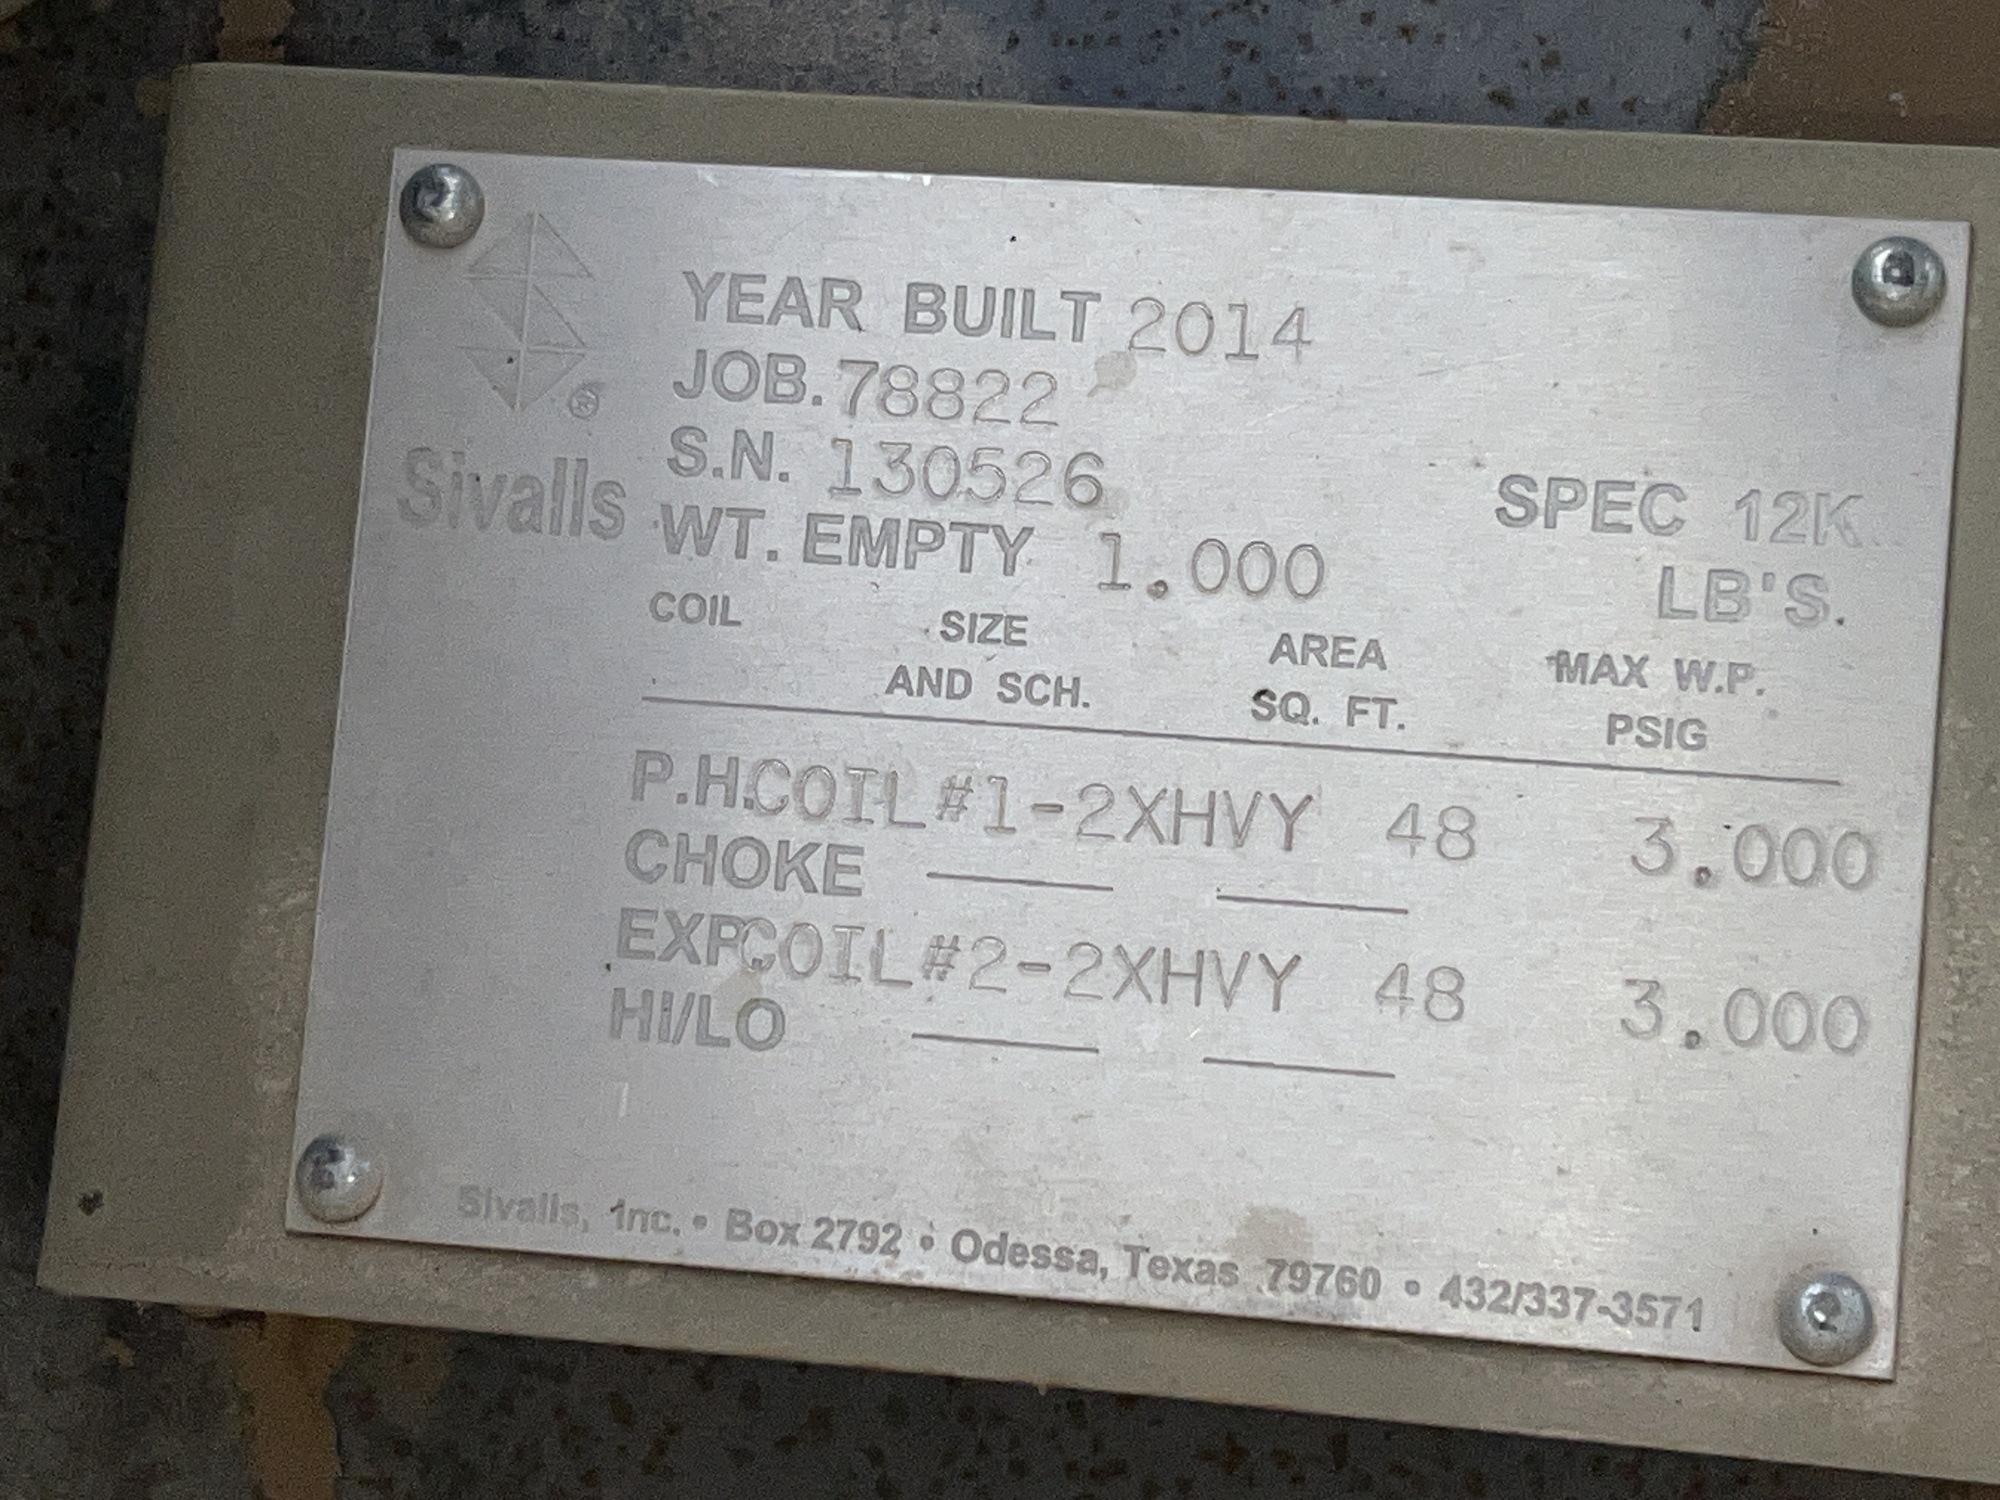 YEAR BUILT 2014
JOB. 78822
S.N. 130526
SPEC 12K
Sivalls
®
WT. EMPTY 1.000 LB'S.
COIL SIZE AND SCH. AREA SQ. FT. MAX W.P. PSIG
P.H.COIL#1-2XHVY 48 3.000
CHOKE
EXPCOIL#2-2XHVY 48 3.000
HI/LO
Sivalls, Inc. • Box 2792 • Odessa, Texas 79760 • 432/337-3571